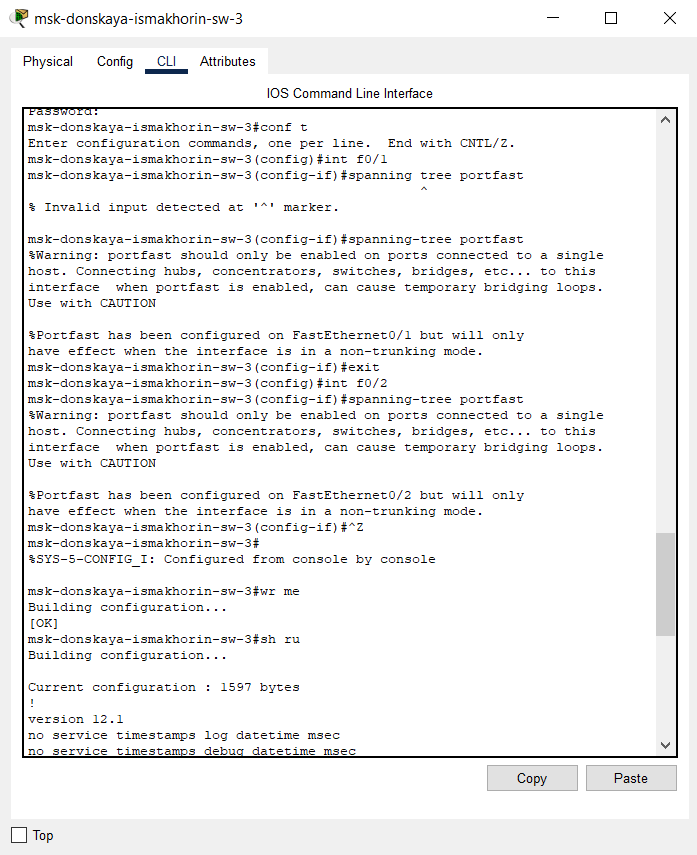 msk-donskaya-ismakhorin-sw-3
Physical Config CLI Attributes
IOS Command Line Interface
Password:
msk-donskaya-ismakhorin-sw-3#conf t
Enter configuration commands, one per line.  End with CNTL/Z.
msk-donskaya-ismakhorin-sw-3(config)#int f0/1
msk-donskaya-ismakhorin-sw-3(config-if)#spanning tree portfast
^
% Invalid input detected at '^' marker.
msk-donskaya-ismakhorin-sw-3(config-if)#spanning-tree portfast
%Warning: portfast should only be enabled on ports connected to a single
host. Connecting hubs, concentrators, switches, bridges, etc... to this
interface  when portfast is enabled, can cause temporary bridging loops.
Use with CAUTION
%Portfast has been configured on FastEthernet0/1 but will only
have effect when the interface is in a non-trunking mode.
msk-donskaya-ismakhorin-sw-3(config-if)#exit
msk-donskaya-ismakhorin-sw-3(config)#int f0/2
msk-donskaya-ismakhorin-sw-3(config-if)#spanning-tree portfast
%Warning: portfast should only be enabled on ports connected to a single
host. Connecting hubs, concentrators, switches, bridges, etc... to this
interface  when portfast is enabled, can cause temporary bridging loops.
Use with CAUTION
%Portfast has been configured on FastEthernet0/2 but will only
have effect when the interface is in a non-trunking mode.
msk-donskaya-ismakhorin-sw-3(config-if)#^Z
msk-donskaya-ismakhorin-sw-3#
%SYS-5-CONFIG_I: Configured from console by console
msk-donskaya-ismakhorin-sw-3#wr me
Building configuration...
[OK]
msk-donskaya-ismakhorin-sw-3#sh ru
Building configuration...
Current configuration : 1597 bytes
!
version 12.1
no service timestamps log datetime msec
no service timestamps debug datetime msec
Copy Paste
Top